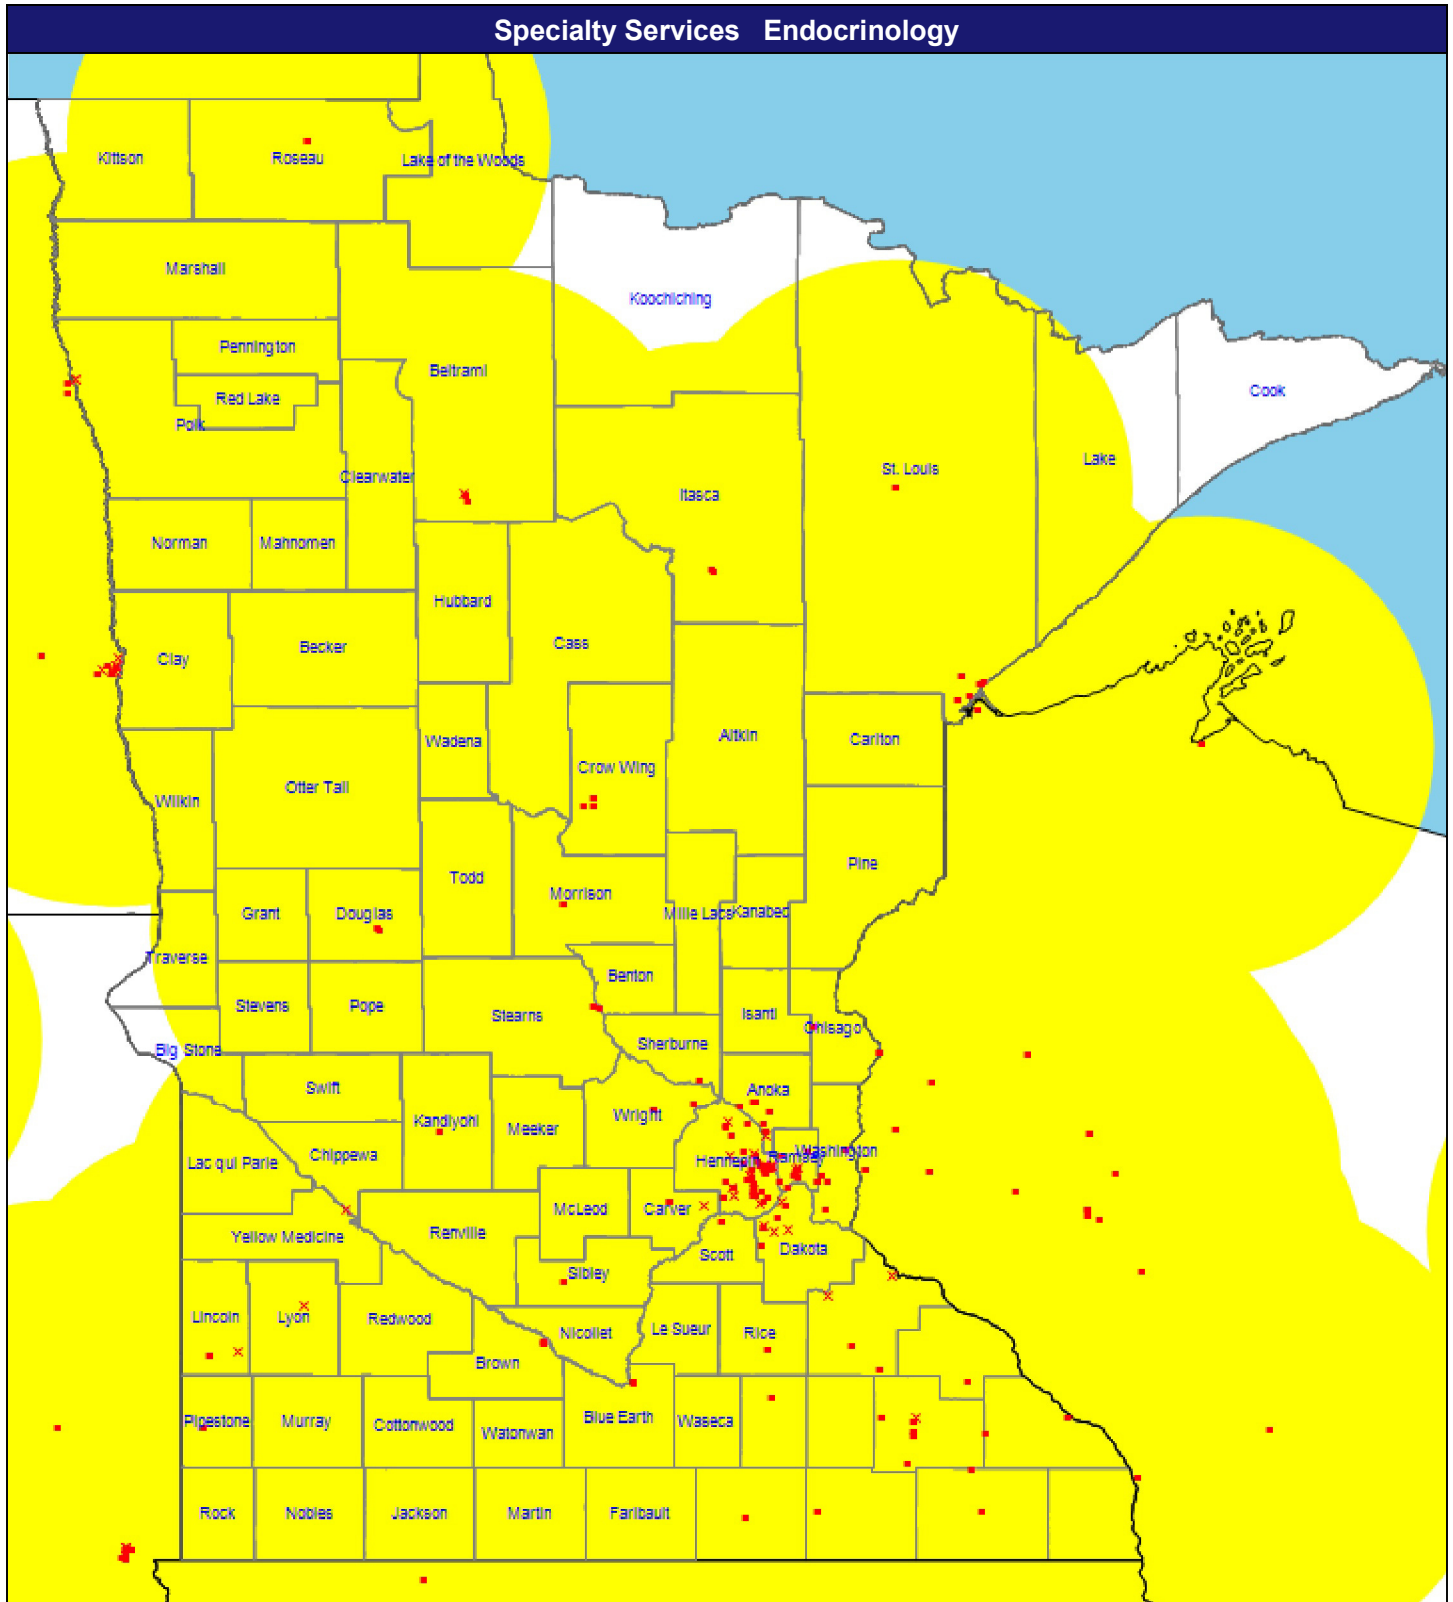 Specialty Services Endocrinology
Kittson
Roseau
Lake of the Woods
Marshall
Koochiching
Pennington
Beltrami
Cook
Red Lake
Polk
Lake
St. Louis
Clearwater
Itasca
Norman
Mahnomen
Hubbard
Cass
Becker
Clay
Aitkin
Carlton
Wadena
Crow Wing
Otter Tail
Wilkin
Pine
Todd
Morrison
Grant
Douglas
Mille Lacs
Kanabec
Traverse
Benton
Stevens
Pope
Stearns
Isanti
Chisago
Sherburne
Big Stone
Swift
Anoka
Wright
Kandiyohi
Meeker
Chippewa
Washington
Lac qui Parle
Hennepin
Ramsey
McLeod
Carver
Renville
Yellow Medicine
Scott
Dakota
Sibley
Lincoln
Lyon
Redwood
Nicollet
Le Sueur
Rice
Brown
Pipestone
Murray
Cottonwood
Watonwan
Blue Earth
Waseca
Rock
Nobles
Jackson
Martin
Faribault